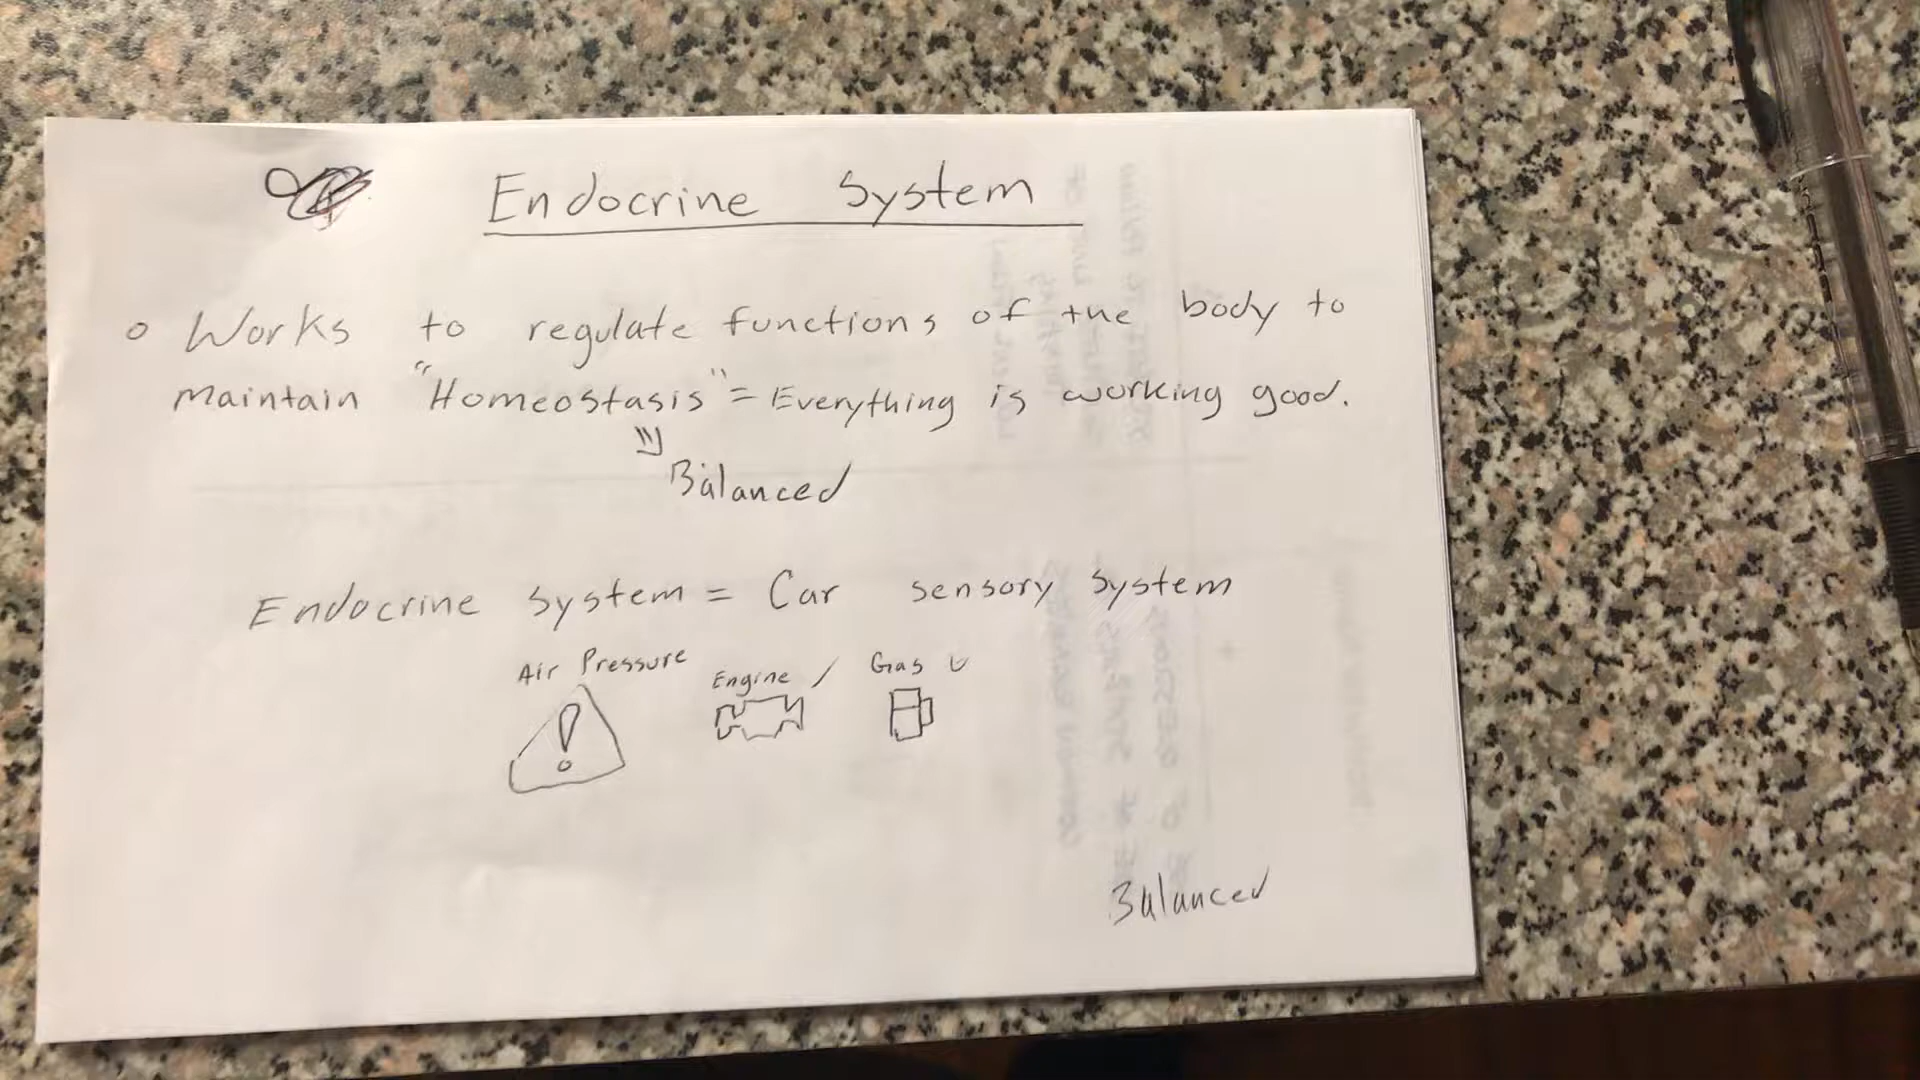 Endocrine System
o Works to regulate functions of the body to
maintain "Homeostasis" = Everything is working good.
Balanced
Endocrine System = Car sensory system
Air Pressure Engine / Gas
Balanced